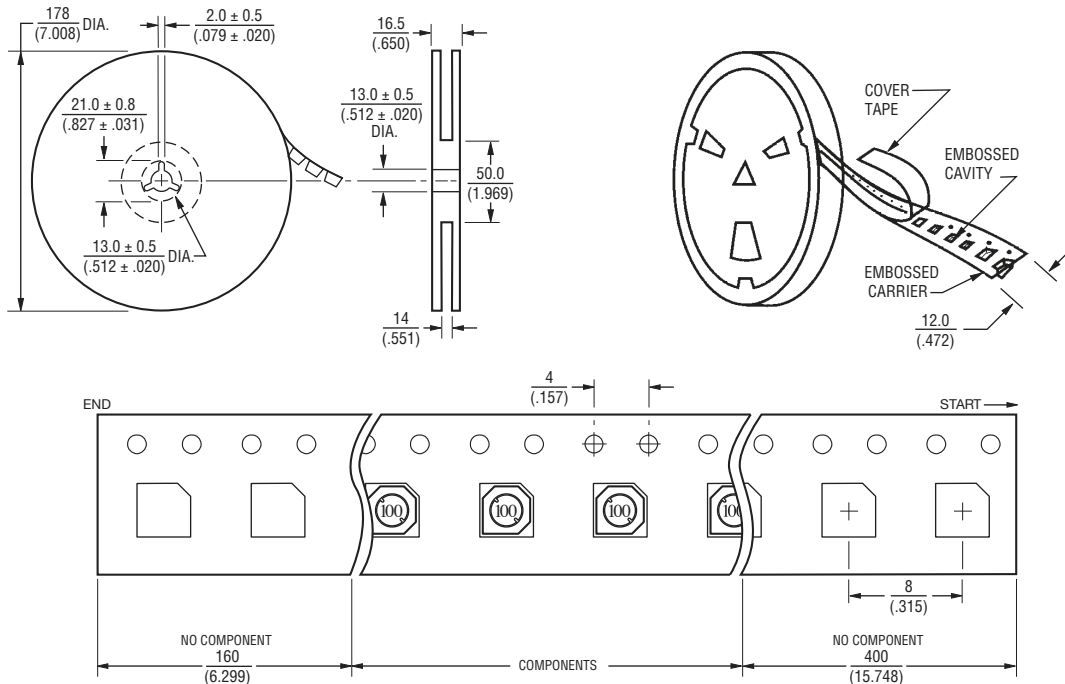 178
(7.008) DIA.
2.0 ± 0.5
(.079 ± .020)
21.0 ± 0.8
(.827 ± .031)
13.0 ± 0.5
(.512 ± .020) DIA.
16.5
(.650)
13.0 ± 0.5
(.512 ± .020)
DIA.
50.0
(1.969)
14
(.551)
COVER
TAPE
EMBOSSED
CAVITY
EMBOSSED
CARRIER
12.0
(.472)
4
(.157)
END
START
100
100
100
100
8
(.315)
NO COMPONENT
160
(6.299)
COMPONENTS
NO COMPONENT
400
(15.748)